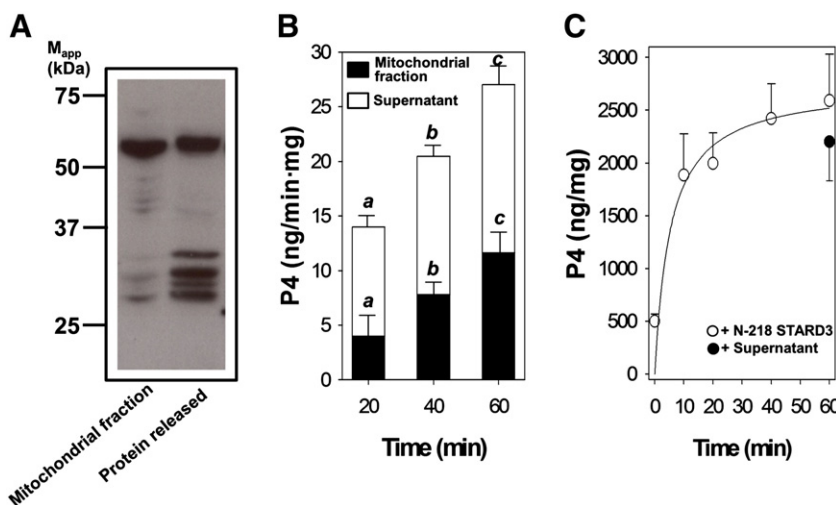 A
M_app
(kDa)
75
50
37
25
Mitochondrial fraction
Protein released
B
30
25
20
15
10
5
0
P4 (ng/min·mg)
Mitochondrial
fraction
Supernatant
a
a
b
b
c
c
20 40 60
Time (min)
C
3000
2500
2000
1500
1000
500
0
P4 (ng/mg)
+ N-218 STARD3
+ Supernatant
0 10 20 30 40 50 60
Time (min)